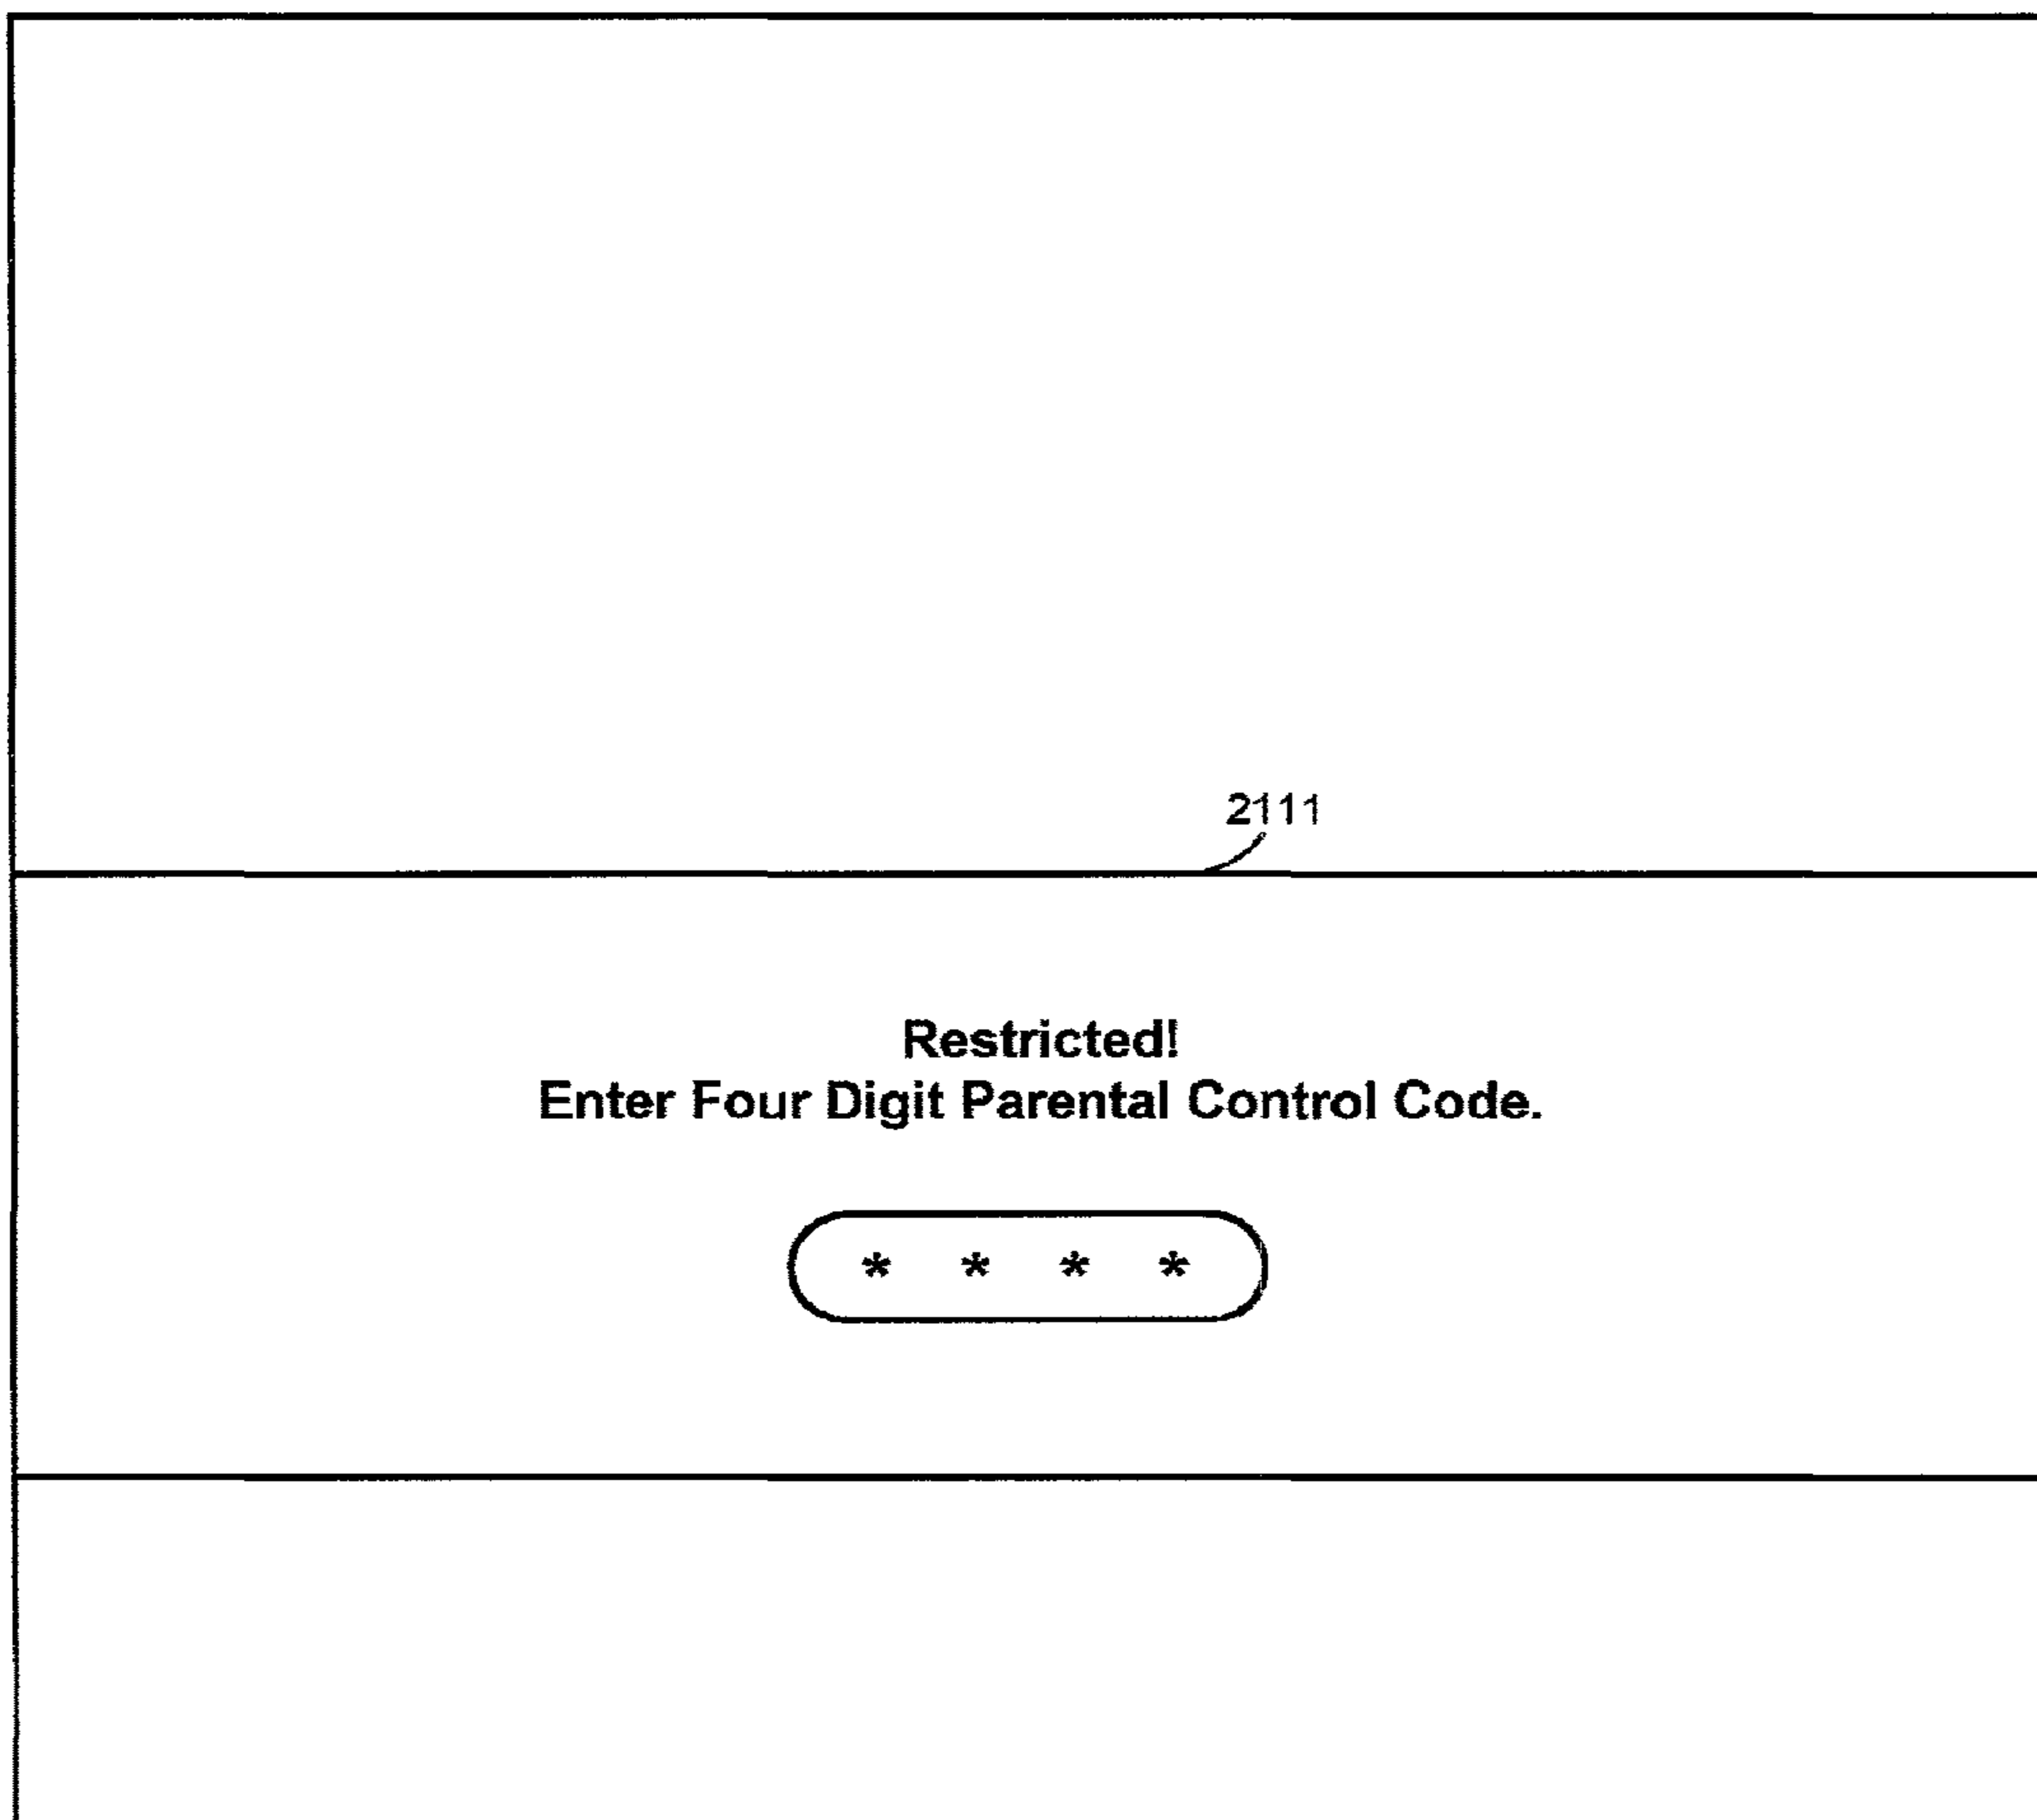 2111
Restricted!
Enter Four Digit Parental Control Code.
* * * *